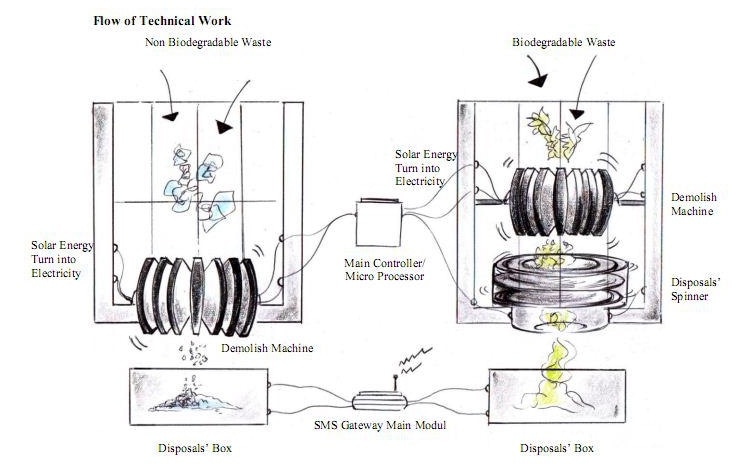 Flow of Technical Work
Non Biodegradable Waste
Biodegradable Waste
Solar Energy
Turn into
Electricity
Demolish
Machine
Solar Energy
Turn into
Electricity
Main Controller/
Micro Processor
Disposals’
Spinner
Demolish Machine
SMS Gateway Main Modul
Disposals’ Box
Disposals’ Box